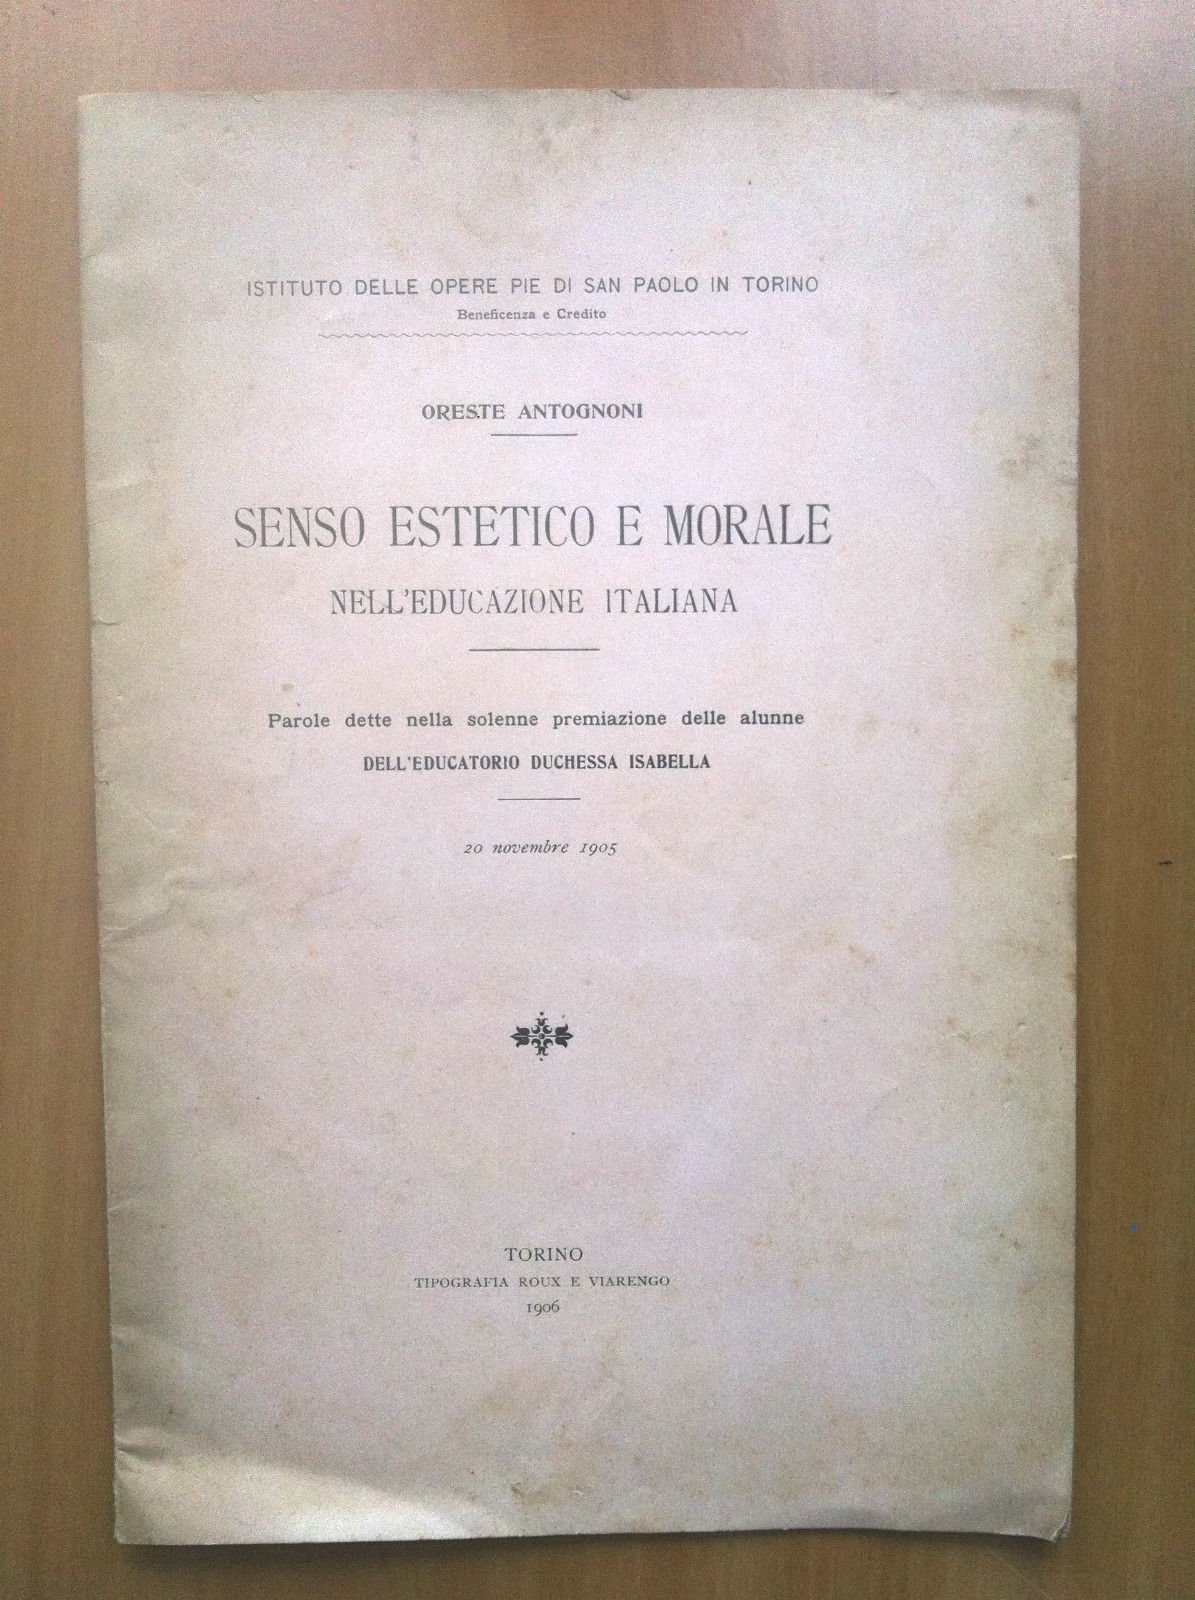 ISTITUTO DELLE OPERE PIE DI SAN PAOLO IN TORINO
Beneficenza e Credito
ORESTE ANTOGNONI
SENSO ESTETICO E MORALE
NELL'EDUCAZIONE ITALIANA
Parole dette nella solenne premiazione delle alunne
DELL'EDUCATORIO DUCHESSA ISABELLA
20 novembre 1905
TORINO
TIPOGRAFIA ROUX E VIARENGO
1906